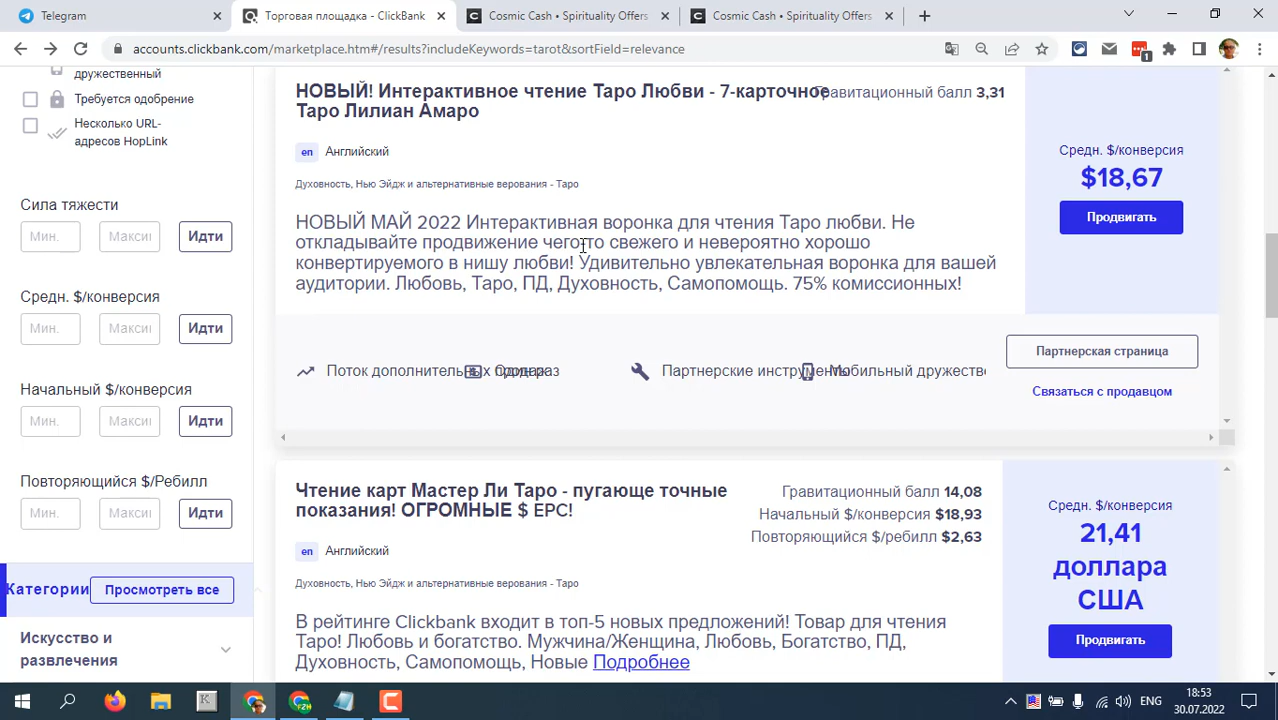 Telegram
Торговая площадка - ClickBank
Cosmic Cash • Spirituality Offers
Cosmic Cash • Spirituality Offers
accounts.clickbank.com/marketplace.htm#/results?includeKeywords=tarot&sortField=relevance
1
дружественный
Требуется одобрение
Несколько URL-
адресов HopLink
Сила тяжести
Мин.
Идти
Средн. $/конверсия
Мин.
Идти
Начальный $/конверсия
Мин.
Идти
Повторяющийся $/Ребилл
Мин.
Идти
Категории
Просмотреть все
Искусство и
развлечения
НОВЫЙ! Интерактивное чтение Таро Любви - 7-карточное
Таро Лилиан Амаро
Гравитационный балл 3,31
en Английский
Духовность, Нью Эйдж и альтернативные верования - Таро
НОВЫЙ МАЙ 2022 Интерактивная воронка для чтения Таро любви. Не
откладывайте продвижение чего-то свежего и невероятно хорошо
конвертируемого в нишу любви! Удивительно увлекательная воронка для вашей
аудитории. Любовь, Таро, ПД, Духовность, Самопомощь. 75% комиссионных!
Средн. $/конверсия
$18,67
Продвигать
Поток дополнительных
Партнерские инструменты
Мобильный
Партнерская страница
Связаться с продавцом
Чтение карт Мастер Ли Таро - пугающе точные
показания! ОГРОМНЫЕ $ EPC!
Гравитационный балл 14,08
Начальный $/конверсия $18,93
Повторяющийся $/ребилл $2,63
en Английский
Духовность, Нью Эйдж и альтернативные верования - Таро
В рейтинге Clickbank входит в топ-5 новых предложений! Товар для чтения
Таро! Любовь и богатство. Мужчина/Женщина, Любовь, Богатство, ПД,
Духовность, Самопомощь, Новые Подробнее
Средн. $/конверсия
21,41
доллара
США
Продвигать
ENG
18:53
30.07.2022